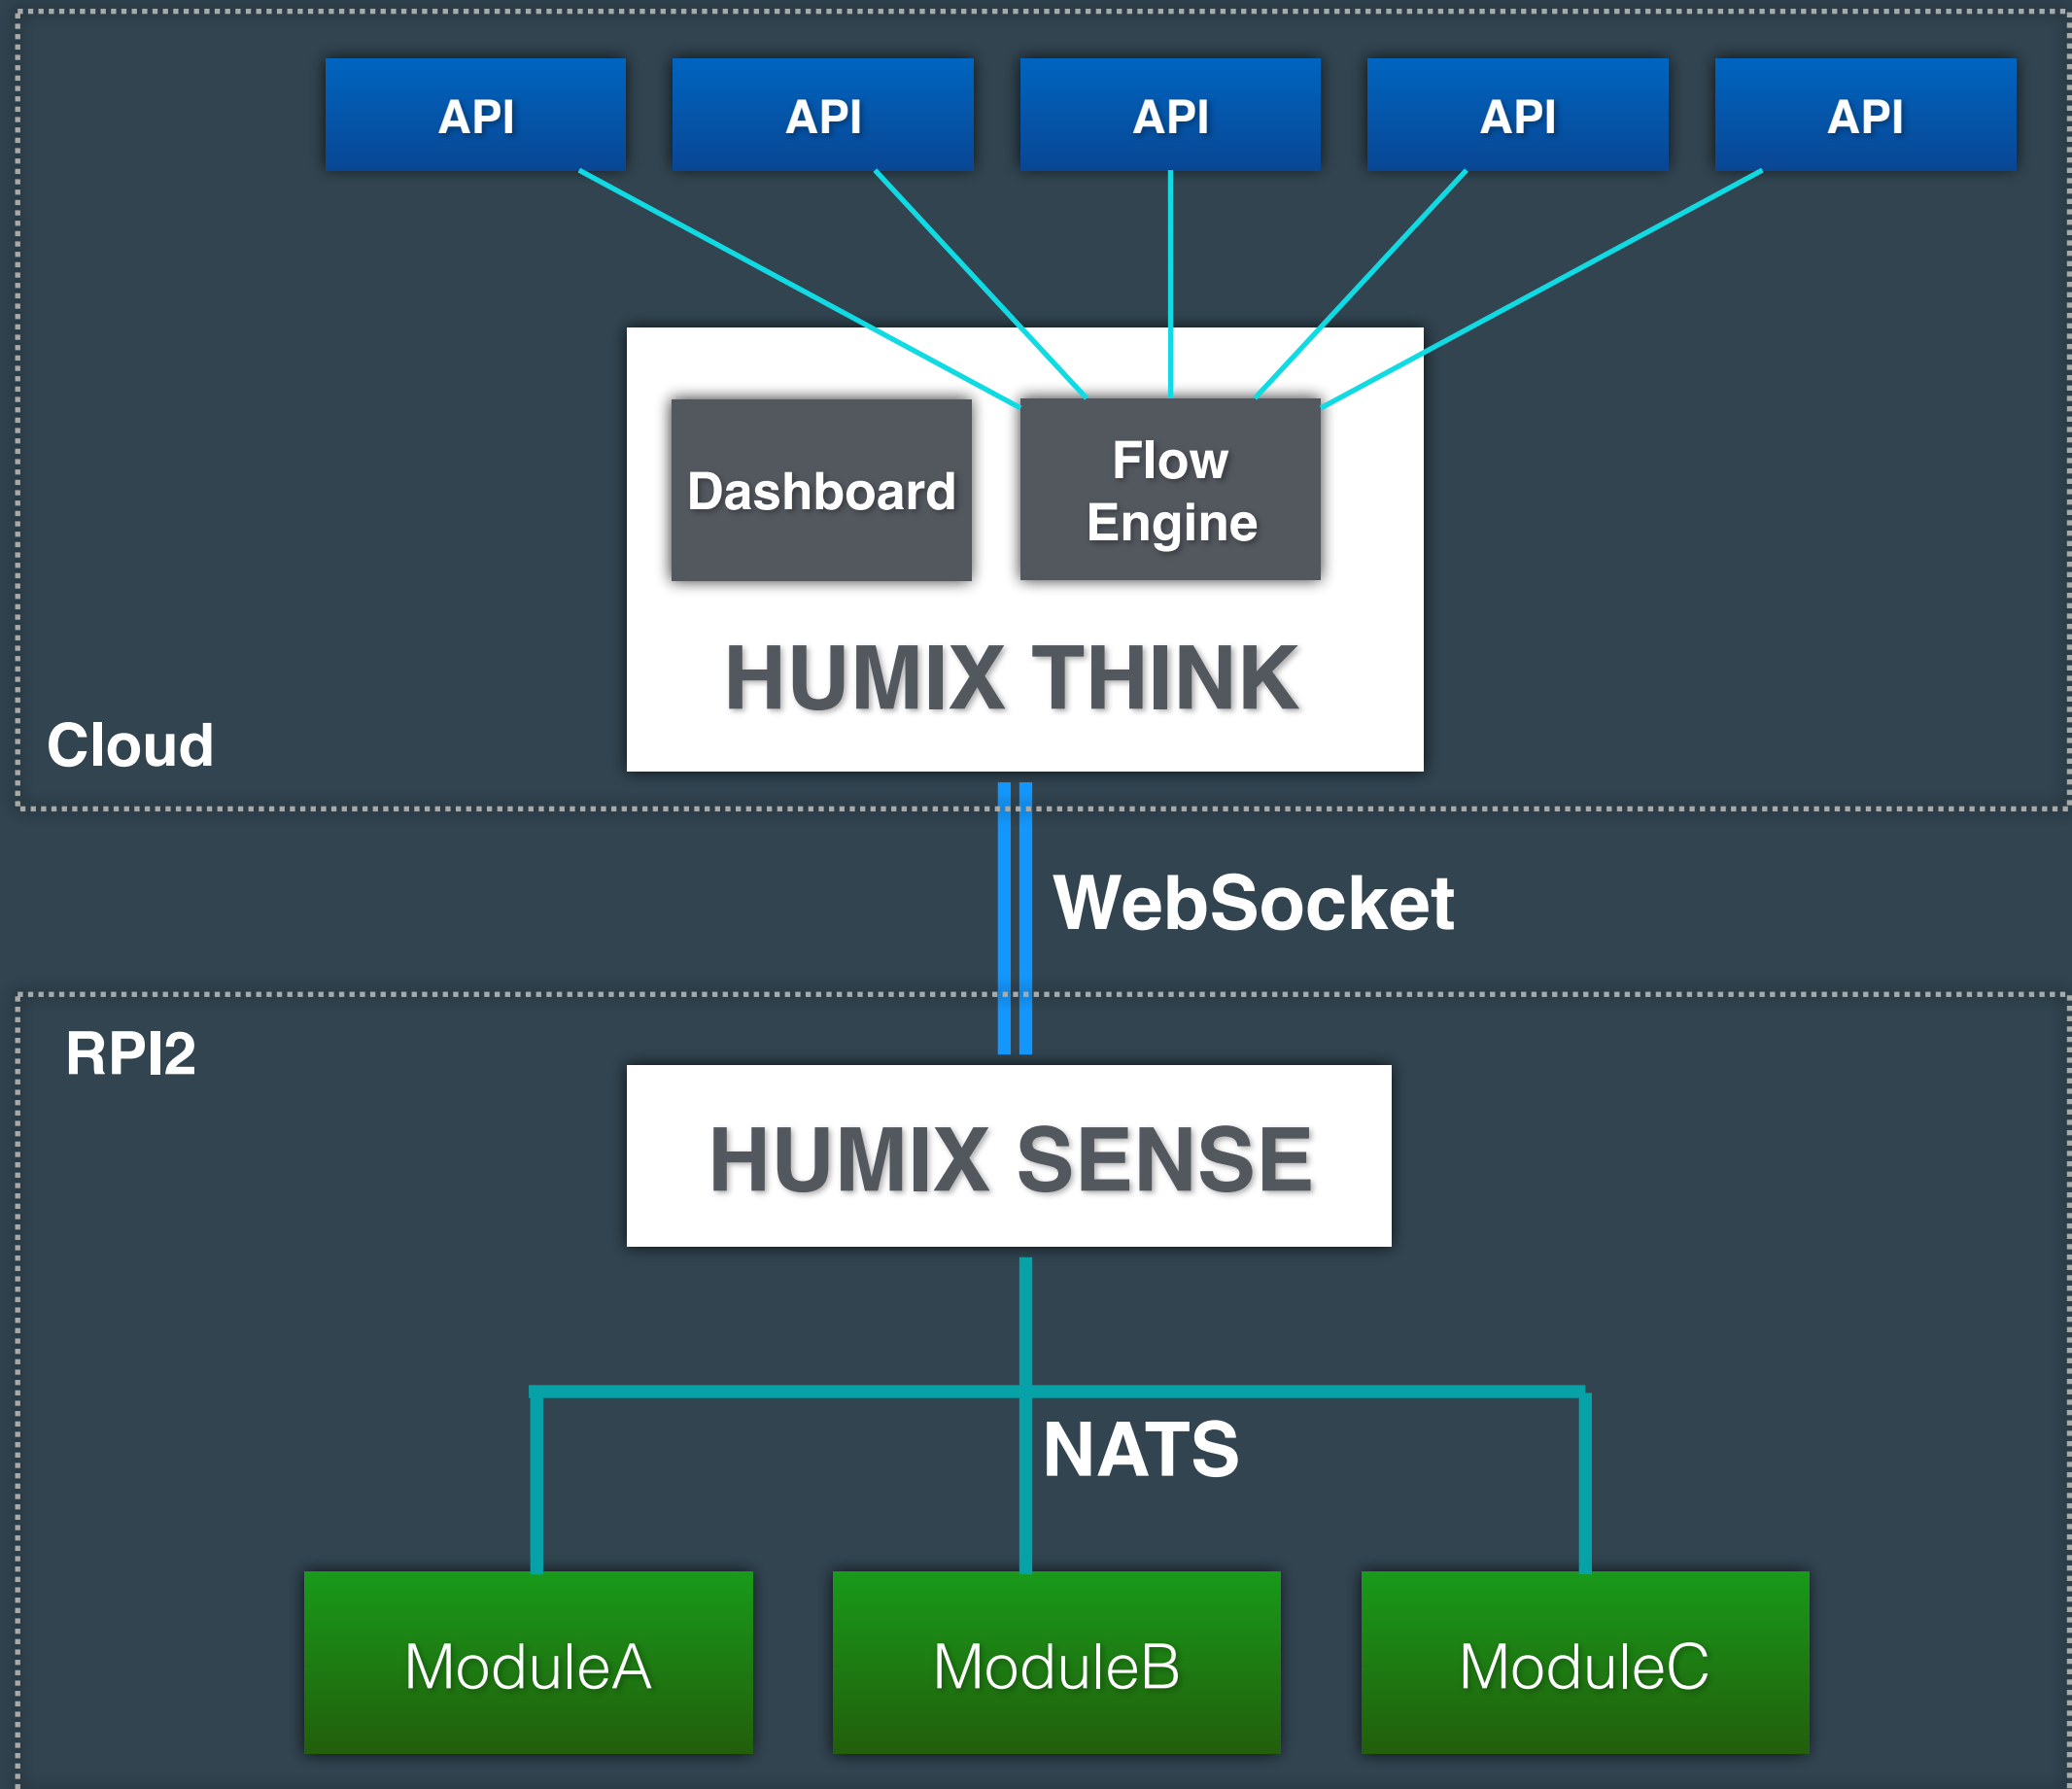 API
API
API
API
API
Dashboard
Flow
Engine
HUMIX THINK
Cloud
WebSocket
RPI2
HUMIX SENSE
NATS
ModuleA
ModuleB
ModuleC